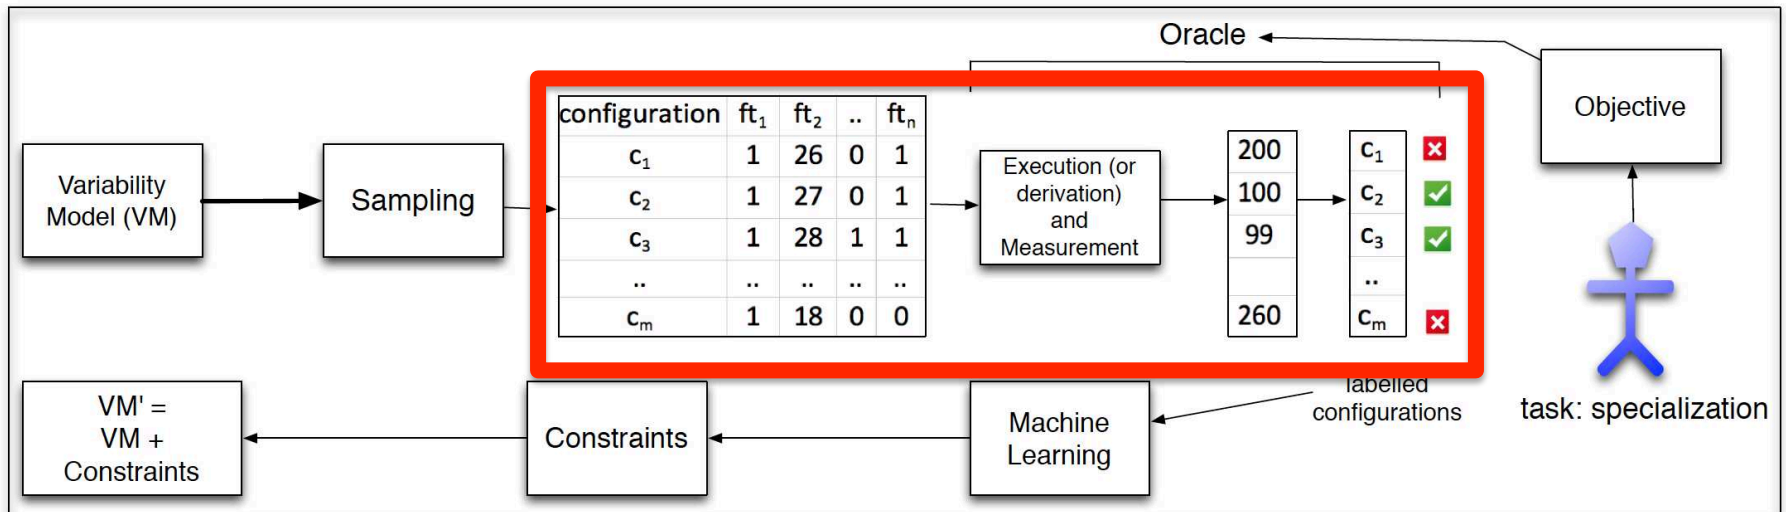 Oracle
Objective
Variability
Model (VM)
Sampling
configuration ft1 ft2 .. ftn
c1 1 26 0 1
c2 1 27 0 1
c3 1 28 1 1
.. .. .. .. ..
cm 1 18 0 0
Execution (or
derivation)
and
Measurement
200
100
99
260
c1
c2
c3
..
cm
VM' =
VM +
Constraints
Constraints
Machine
Learning
labelled
configurations
task: specialization